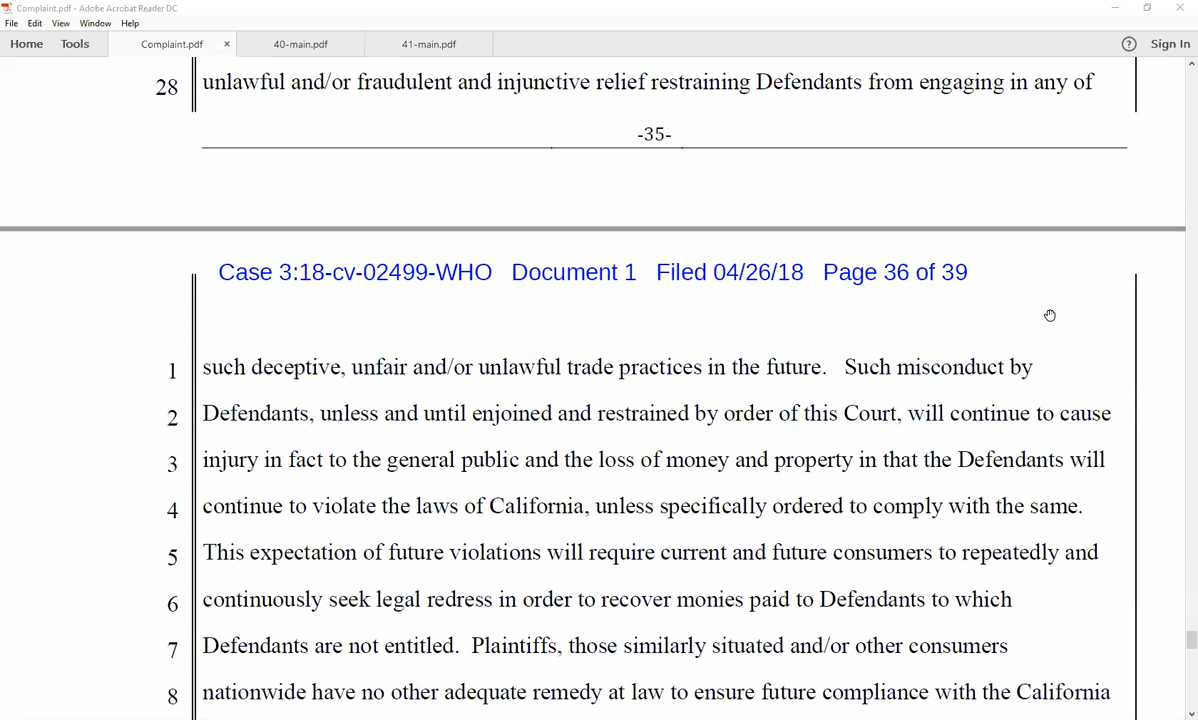 Complaint.pdf - Adobe Acrobat Reader DC
File Edit View Window Help
Home Tools Complaint.pdf × 40-main.pdf 41-main.pdf ? Sign In
28 unlawful and/or fraudulent and injunctive relief restraining Defendants from engaging in any of
-35-
Case 3:18-cv-02499-WHO Document 1 Filed 04/26/18 Page 36 of 39
1 such deceptive, unfair and/or unlawful trade practices in the future. Such misconduct by
2 Defendants, unless and until enjoined and restrained by order of this Court, will continue to cause
3 injury in fact to the general public and the loss of money and property in that the Defendants will
4 continue to violate the laws of California, unless specifically ordered to comply with the same.
5 This expectation of future violations will require current and future consumers to repeatedly and
6 continuously seek legal redress in order to recover monies paid to Defendants to which
7 Defendants are not entitled. Plaintiffs, those similarly situated and/or other consumers
8 nationwide have no other adequate remedy at law to ensure future compliance with the California